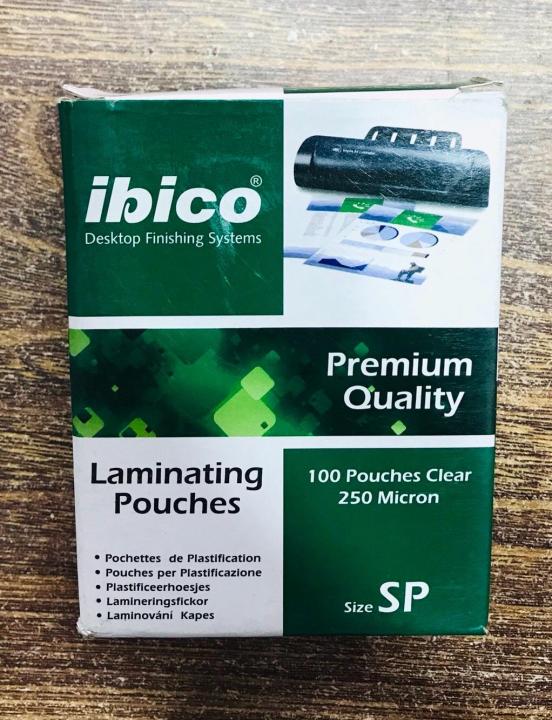 ibico®
Desktop Finishing Systems
Premium
Quality
Laminating
Pouches
100 Pouches Clear
250 Micron
• Pochettes de Plastification
• Pouches per Plastificazione
• Plastificeerhoesjes
• Lamineringsfickor
• Laminování Kapes
Size SP